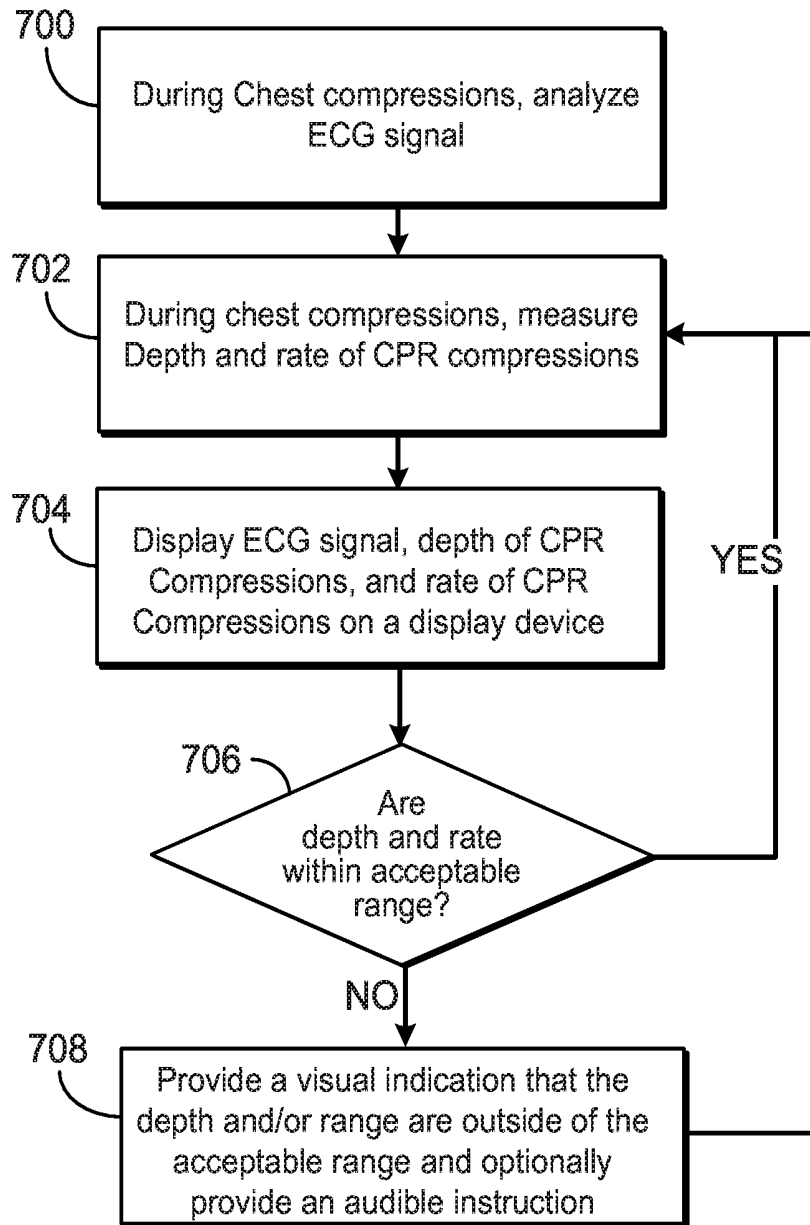 700
During Chest compressions, analyze
ECG signal
702
During chest compressions, measure
Depth and rate of CPR compressions
704
Display ECG signal, depth of CPR
Compressions, and rate of CPR
Compressions on a display device
YES
706
Are
depth and rate
within acceptable
range?
NO
708
Provide a visual indication that the
depth and/or range are outside of the
acceptable range and optionally
provide an audible instruction